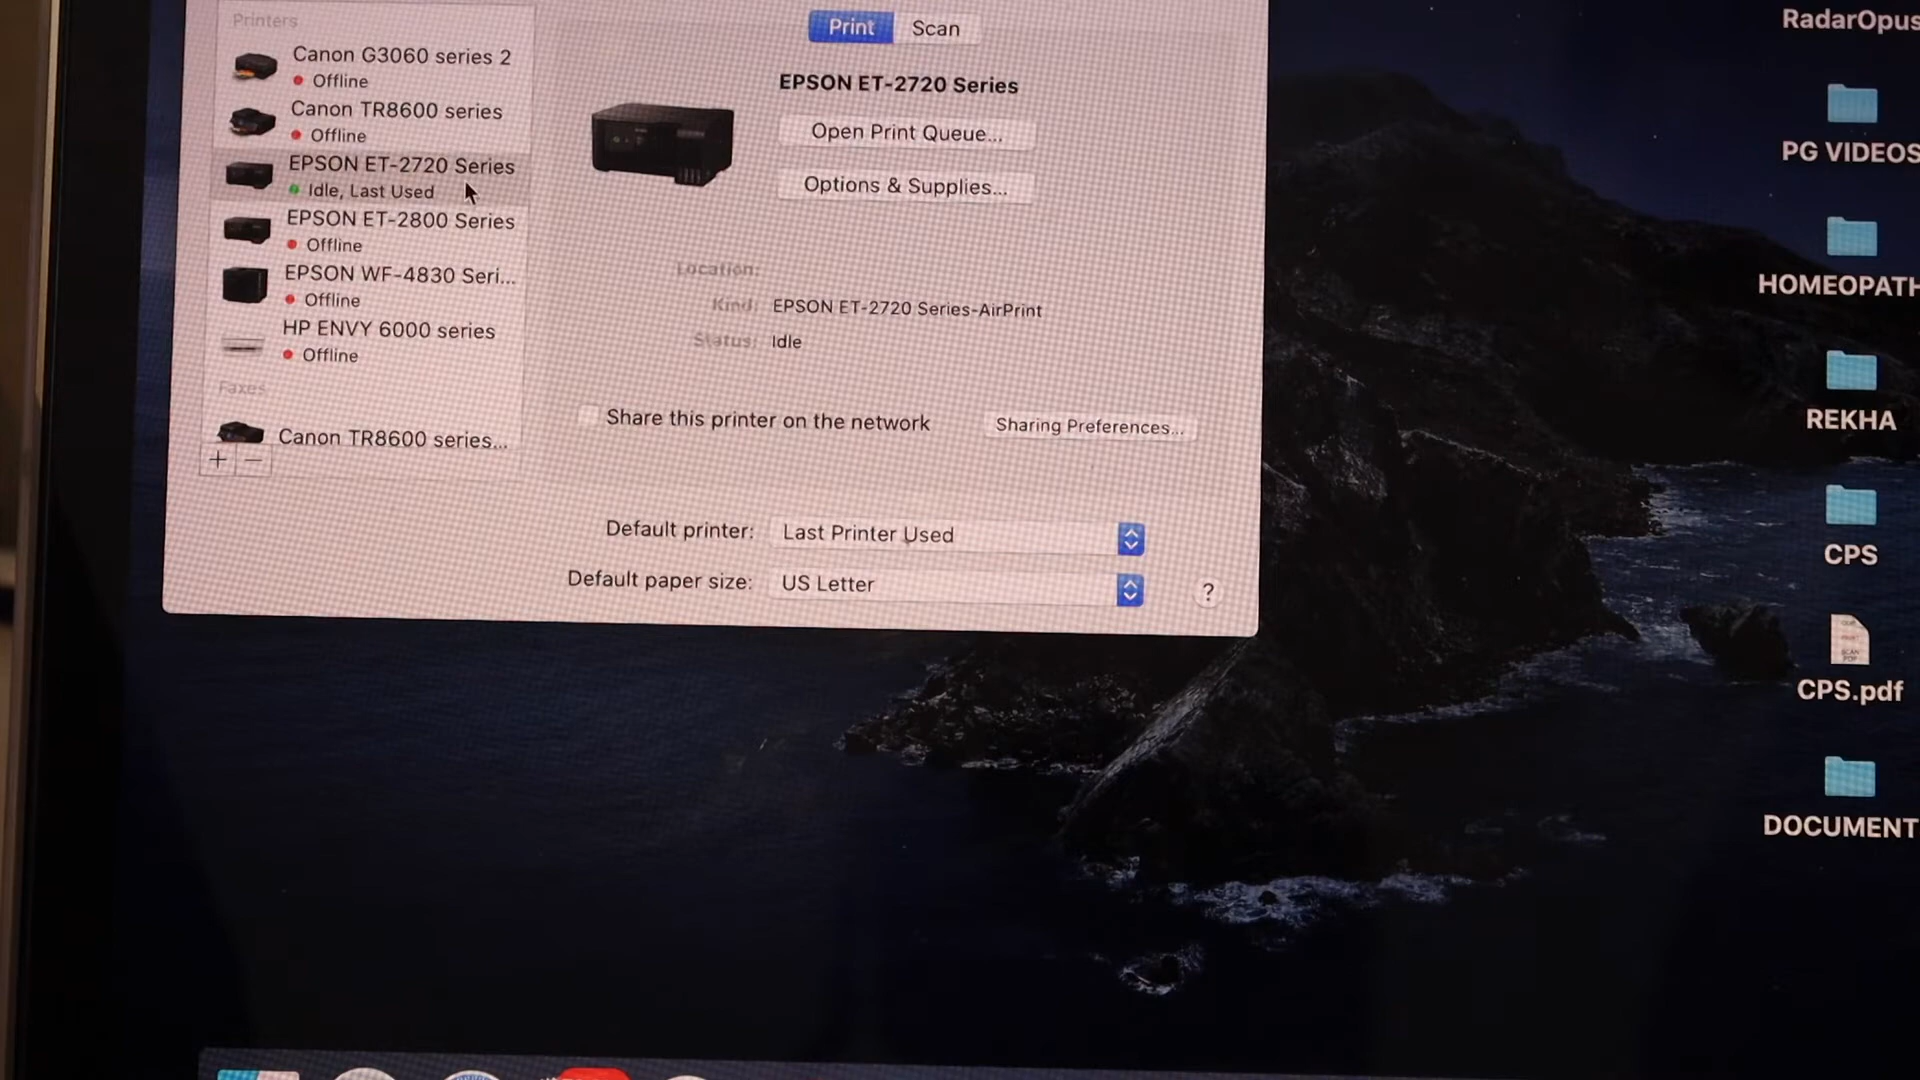 Printers
Canon G3060 series 2
Offline
Canon TR8600 series
Offline
EPSON ET-2720 Series
Idle, Last Used
EPSON ET-2800 Series
Offline
EPSON WF-4830 Seri...
Offline
HP ENVY 6000 series
Offline
Faxes
Canon TR8600 series...
+ −
Print Scan
EPSON ET-2720 Series
Open Print Queue...
Options & Supplies...
Location:
Kind: EPSON ET-2720 Series-AirPrint
Status: Idle
Share this printer on the network Sharing Preferences...
Default printer: Last Printer Used
Default paper size: US Letter ?
RadarOpus
PG VIDEOS
HOMEOPATH
REKHA
CPS
CPS.pdf
DOCUMENT